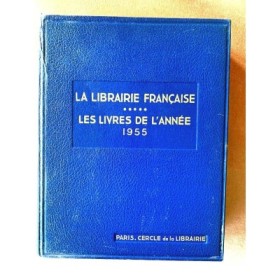 LA LIBRAIRIE FRANÇAISE
★★★★★
LES LIVRES DE L'ANNÉE
1955
PARIS, CERCLE de la LIBRAIRIE